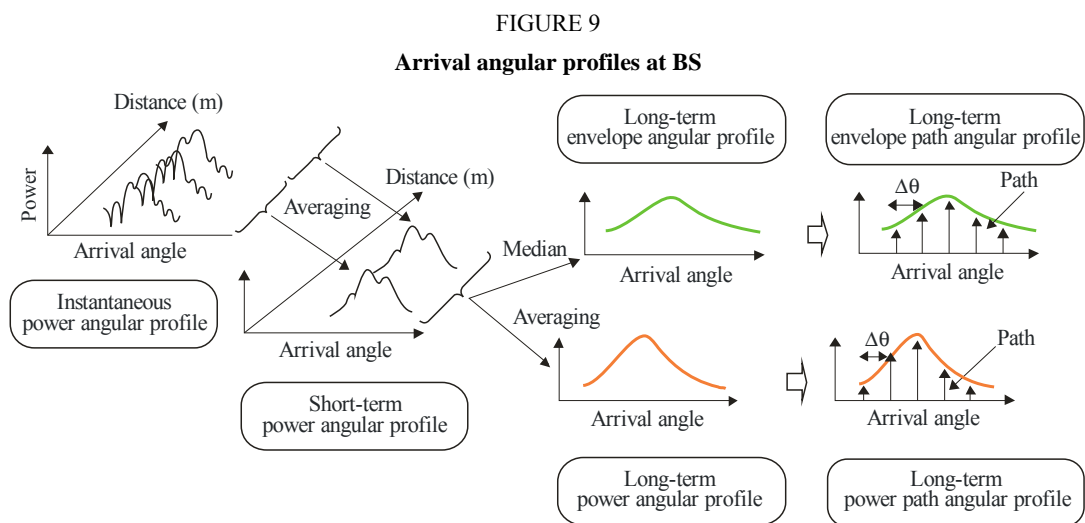 FIGURE 9
Arrival angular profiles at BS
Distance (m)
Power
Arrival angle
Instantaneous
power angular profile
Averaging
Distance (m)
Arrival angle
Short-term
power angular profile
Median
Averaging
Long-term
envelope angular profile
Arrival angle
Long-term
envelope path angular profile
Δθ
Path
Arrival angle
Arrival angle
Long-term
power angular profile
Δθ
Path
Arrival angle
Long-term
power path angular profile